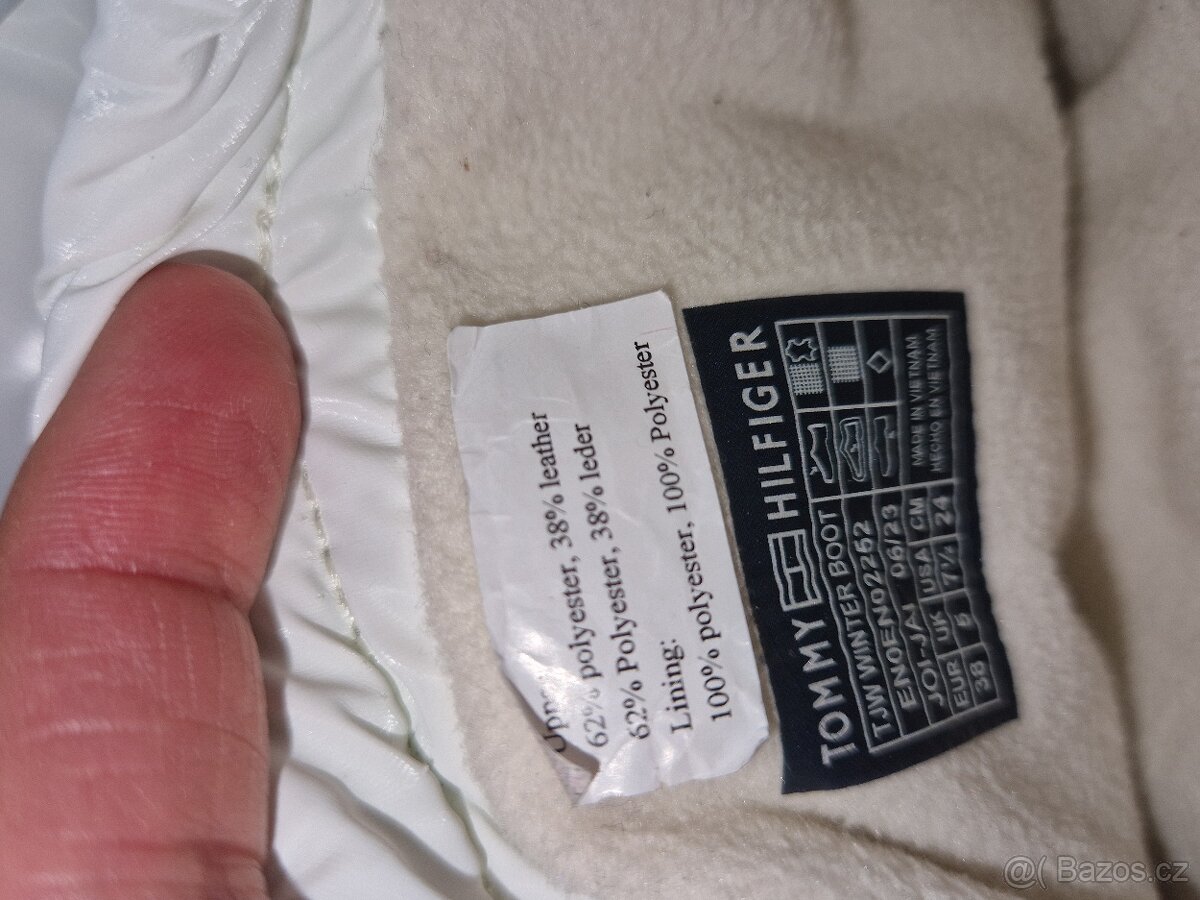 Upp
62% polyester, 38% leather
62% Polyester, 38% leder
Lining:
100% polyester, 100% Polyester
TOMMY HILFIGER
TJW WINTER BOOT
EN0EN02252
JOI-JAI 06/23
EUR UK USA CM
38 5 7½ 24
MADE IN VIETNAM
HECHO EN VIETNAM
@( Bazos.cz